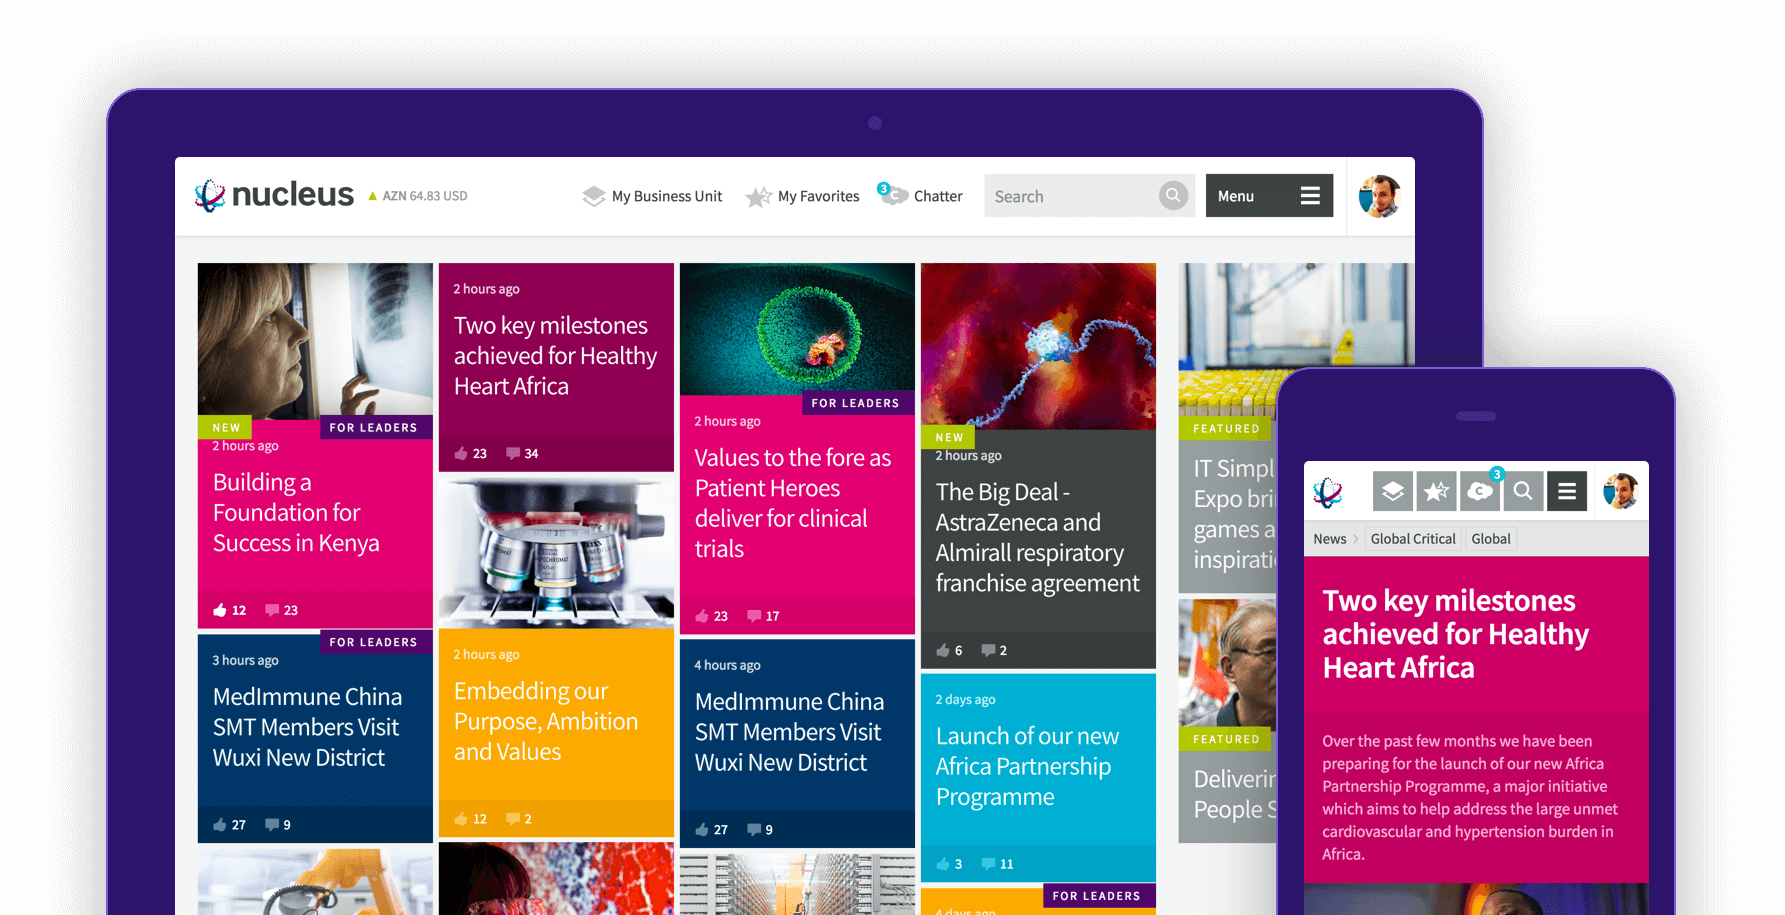 nucleus
AZN 64.83 USD
My Business Unit
My Favorites
3
C
Chatter
Search
Menu
NEW
FOR LEADERS
2 hours ago
Building a
Foundation for
Success in Kenya
12
23
FOR LEADERS
3 hours ago
MedImmune China
SMT Members Visit
Wuxi New District
27
9
2 hours ago
Two key milestones
achieved for Healthy
Heart Africa
23
34
2 hours ago
Embedding our
Purpose, Ambition
and Values
12
2
FOR LEADERS
2 hours ago
Values to the fore as
Patient Heroes
deliver for clinical
trials
23
17
4 hours ago
MedImmune China
SMT Members Visit
Wuxi New District
27
9
NEW
2 hours ago
The Big Deal -
AstraZeneca and
Almirall respiratory
franchise agreement
6
2
2 days ago
Launch of our new
Africa Partnership
Programme
3
11
FOR LEADERS
4 days ago
FEATURED
IT Simpl
Expo bri
games a
inspirati
FEATURED
Deliverin
People S
3
C
News
Global Critical
Global
Two key milestones
achieved for Healthy
Heart Africa
Over the past few months we have been
preparing for the launch of our new Africa
Partnership Programme, a major initiative
which aims to help address the large unmet
cardiovascular and hypertension burden in
Africa.